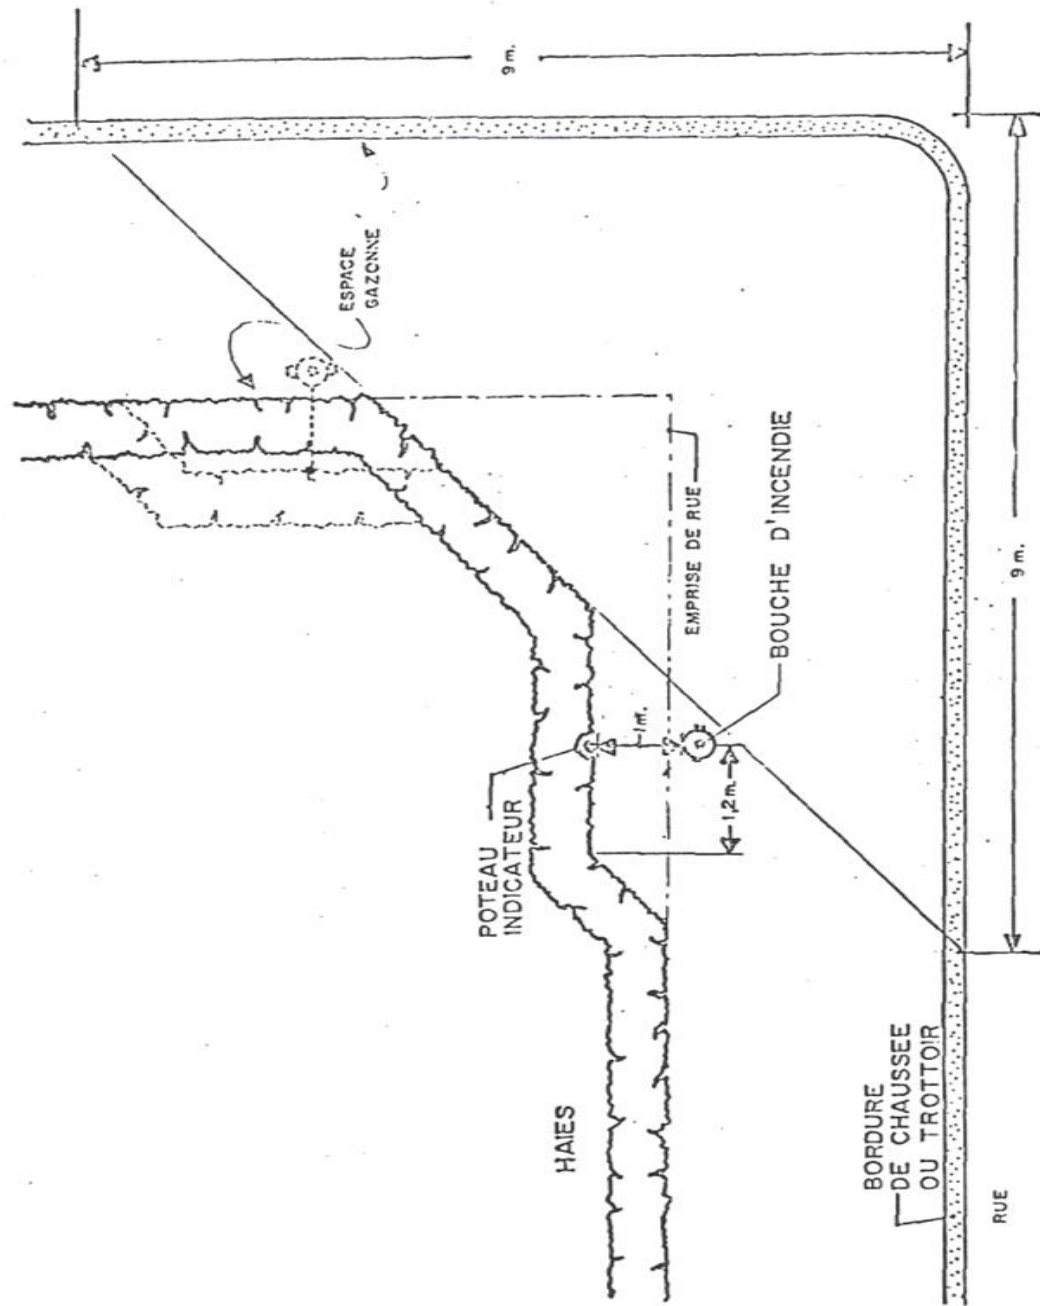 9 m.
ESPACE
GAZONNE
EMPRISE DE RUE
BOUCHE D'INCENDIE
1m.
1,2 m.
POTEAU
INDICATEUR
HAIES
BORDURE
DE CHAUSSEE
OU TROTTOIR
RUE
9 m.